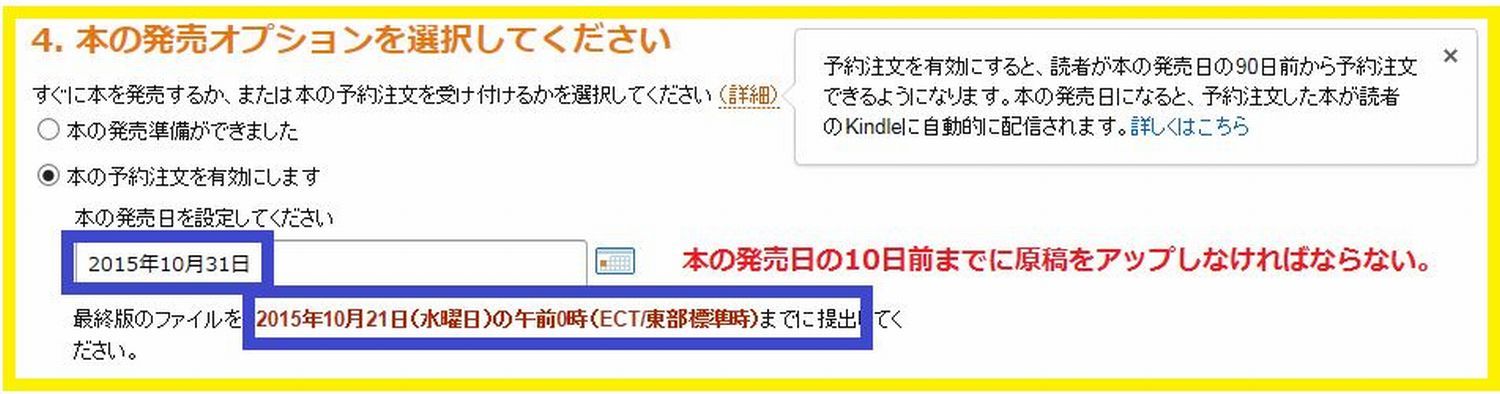 4. 本の発売オプションを選択してください
すぐに本を発売するか、または本の予約注文を受け付けるかを選択してください (詳細)
予約注文を有効にすると、読者が本の発売日の90日前から予約注文
できるようになります。本の発売日になると、予約注文した本が読者
のKindleに自動的に配信されます。詳しくはこちら
×
本の発売準備ができました
本の予約注文を有効にします
本の発売日を設定してください
2015年10月31日
本の発売日の10日前までに原稿をアップしなければならない。
最終版のファイルを 2015年10月21日(水曜日)の午前0時(ECT/東部標準時)までに提出してく
ださい。